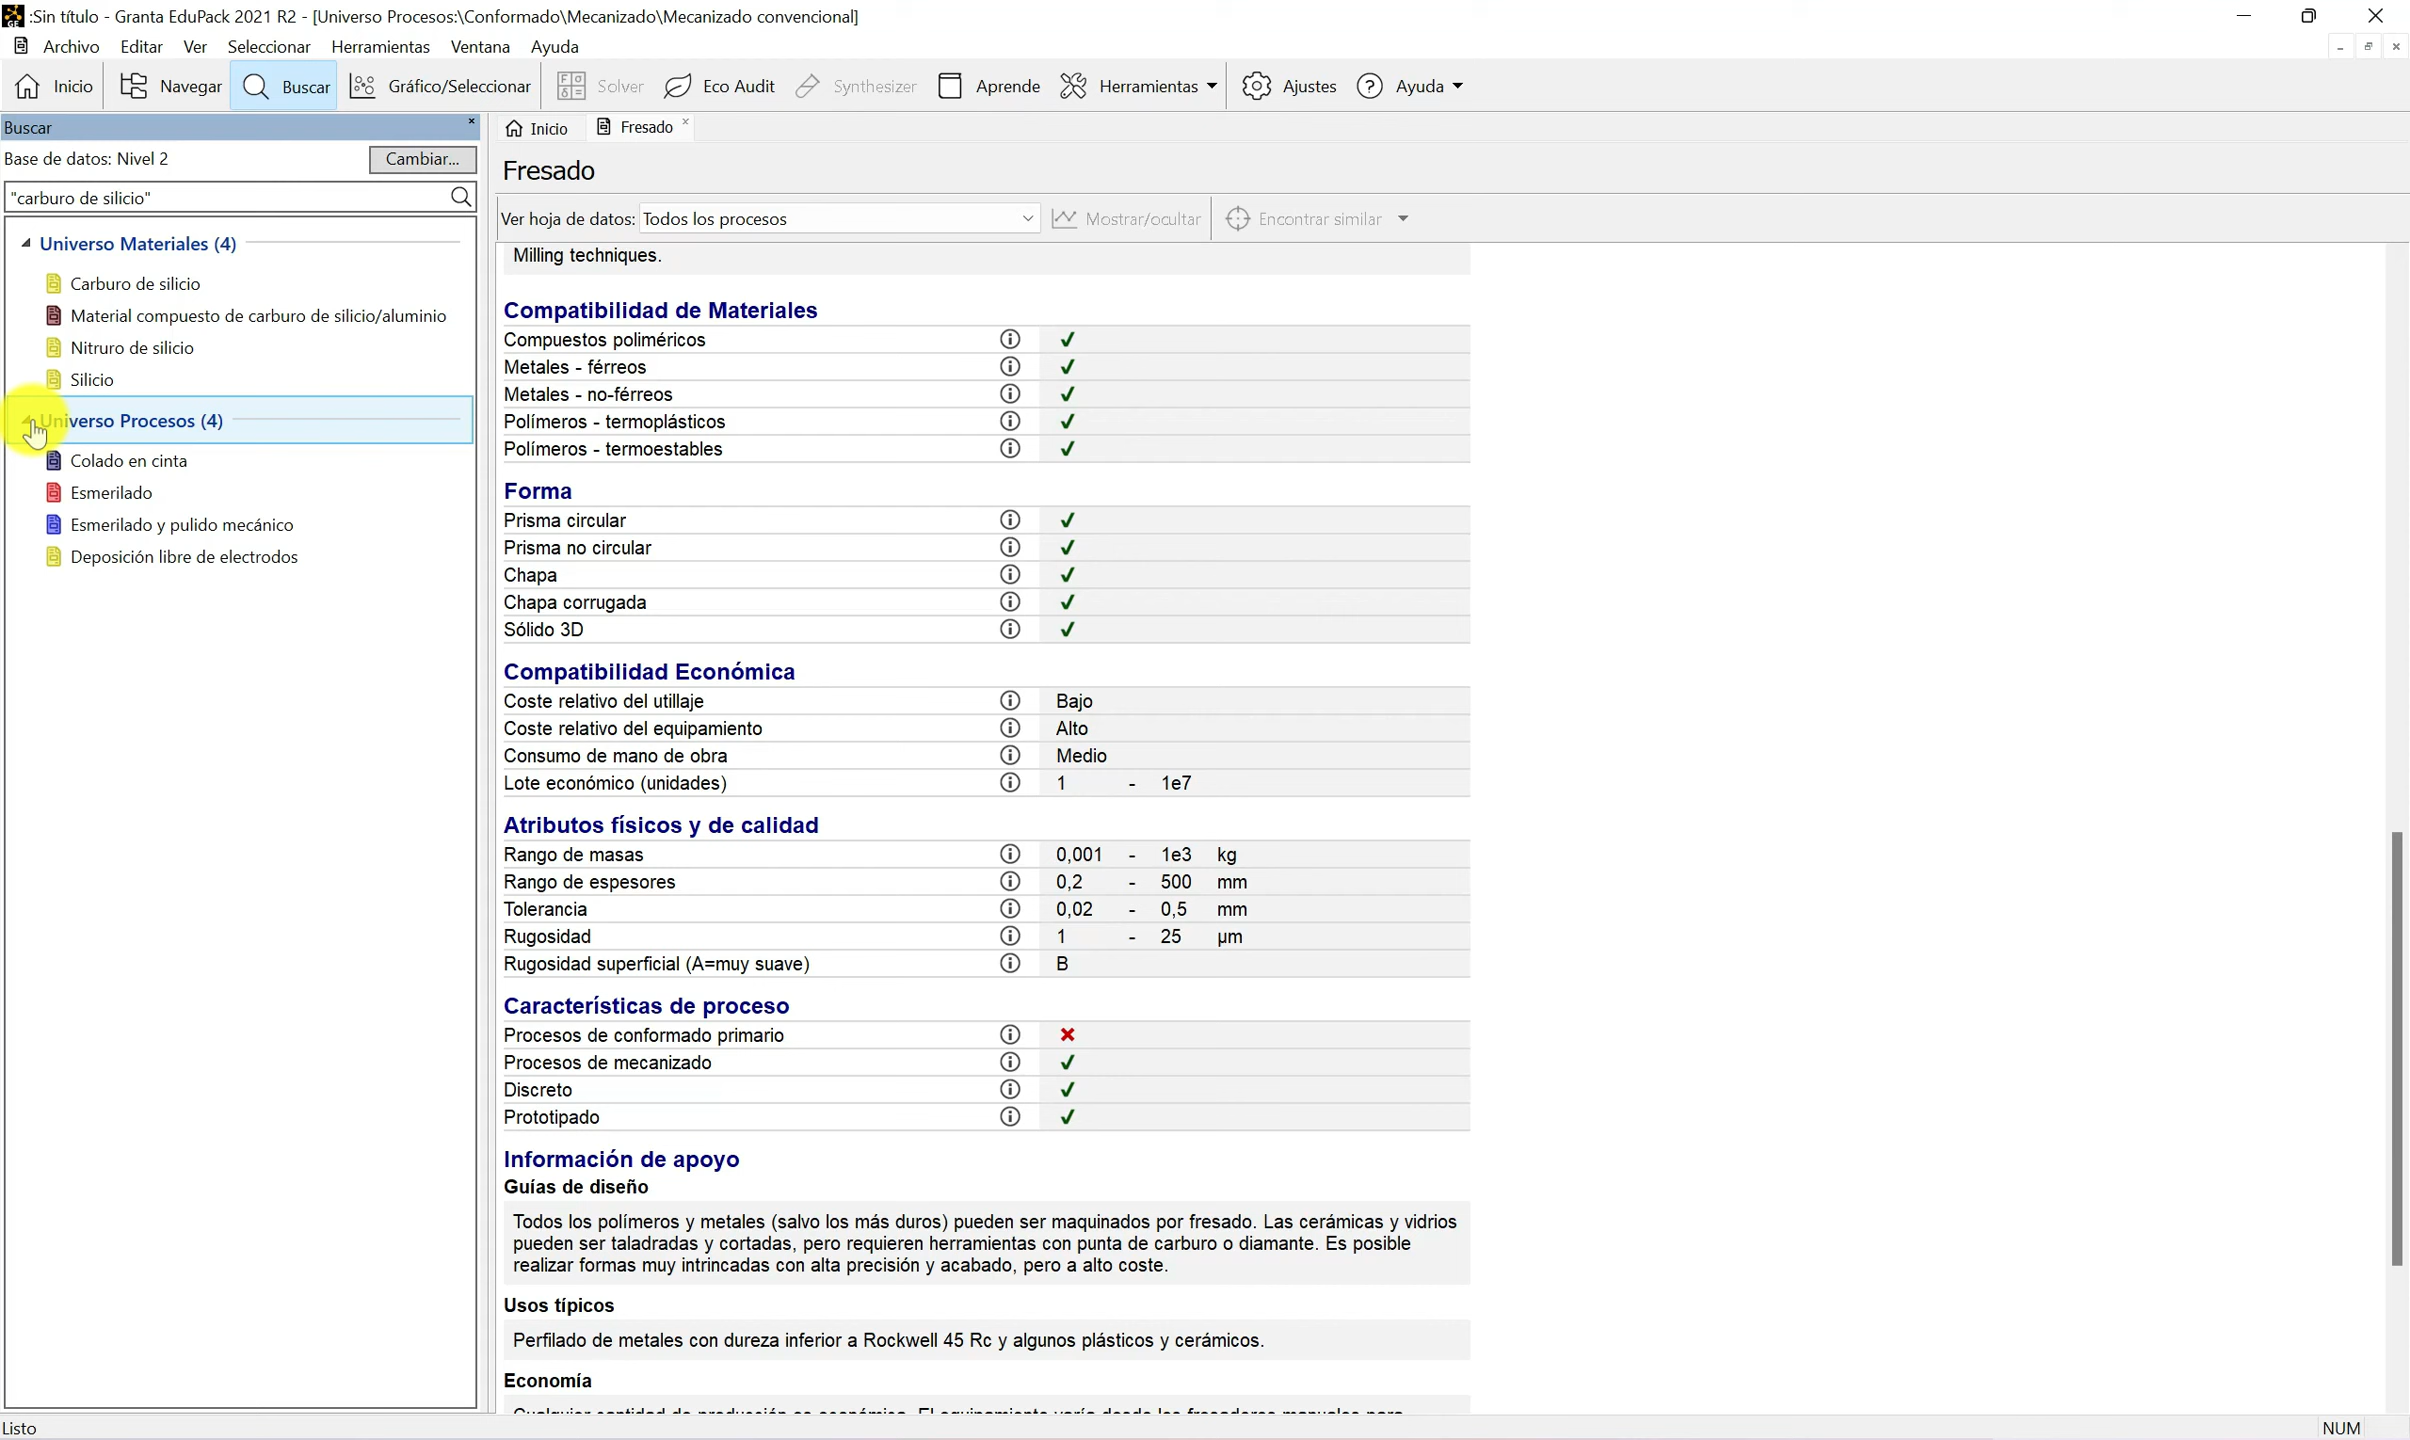 :Sin título - Granta EduPack 2021 R2 - [Universo Procesos:\Conformado\Mecanizado\Mecanizado convencional]
Archivo Editar Ver Seleccionar Herramientas Ventana Ayuda
Inicio Navegar Buscar Gráfico/Seleccionar Solver Eco Audit Synthesizer Aprende Herramientas Ajustes Ayuda
Buscar
Base de datos: Nivel 2 Cambiar...
"carburo de silicio"
Universo Materiales (4)
Carburo de silicio
Material compuesto de carburo de silicio/aluminio
Nitruro de silicio
Silicio
Universo Procesos (4)
Colado en cinta
Esmerilado
Esmerilado y pulido mecánico
Deposición libre de electrodos
Inicio Fresado
Fresado
Ver hoja de datos: Todos los procesos Mostrar/ocultar Encontrar similar
Milling techniques.
Compatibilidad de Materiales
Compuestos poliméricos ✓
Metales - férreos ✓
Metales - no-férreos ✓
Polímeros - termoplásticos ✓
Polímeros - termoestables ✓
Forma
Prisma circular ✓
Prisma no circular ✓
Chapa ✓
Chapa corrugada ✓
Sólido 3D ✓
Compatibilidad Económica
Coste relativo del utillaje Bajo
Coste relativo del equipamiento Alto
Consumo de mano de obra Medio
Lote económico (unidades) 1 - 1e7
Atributos físicos y de calidad
Rango de masas 0,001 - 1e3 kg
Rango de espesores 0,2 - 500 mm
Tolerancia 0,02 - 0,5 mm
Rugosidad 1 - 25 µm
Rugosidad superficial (A=muy suave) B
Características de proceso
Procesos de conformado primario ✗
Procesos de mecanizado ✓
Discreto ✓
Prototipado ✓
Información de apoyo
Guías de diseño
Todos los polímeros y metales (salvo los más duros) pueden ser maquinados por fresado. Las cerámicas y vidrios
pueden ser taladradas y cortadas, pero requieren herramientas con punta de carburo o diamante. Es posible
realizar formas muy intrincadas con alta precisión y acabado, pero a alto coste.
Usos típicos
Perfilado de metales con dureza inferior a Rockwell 45 Rc y algunos plásticos y cerámicos.
Economía
Listo NUM